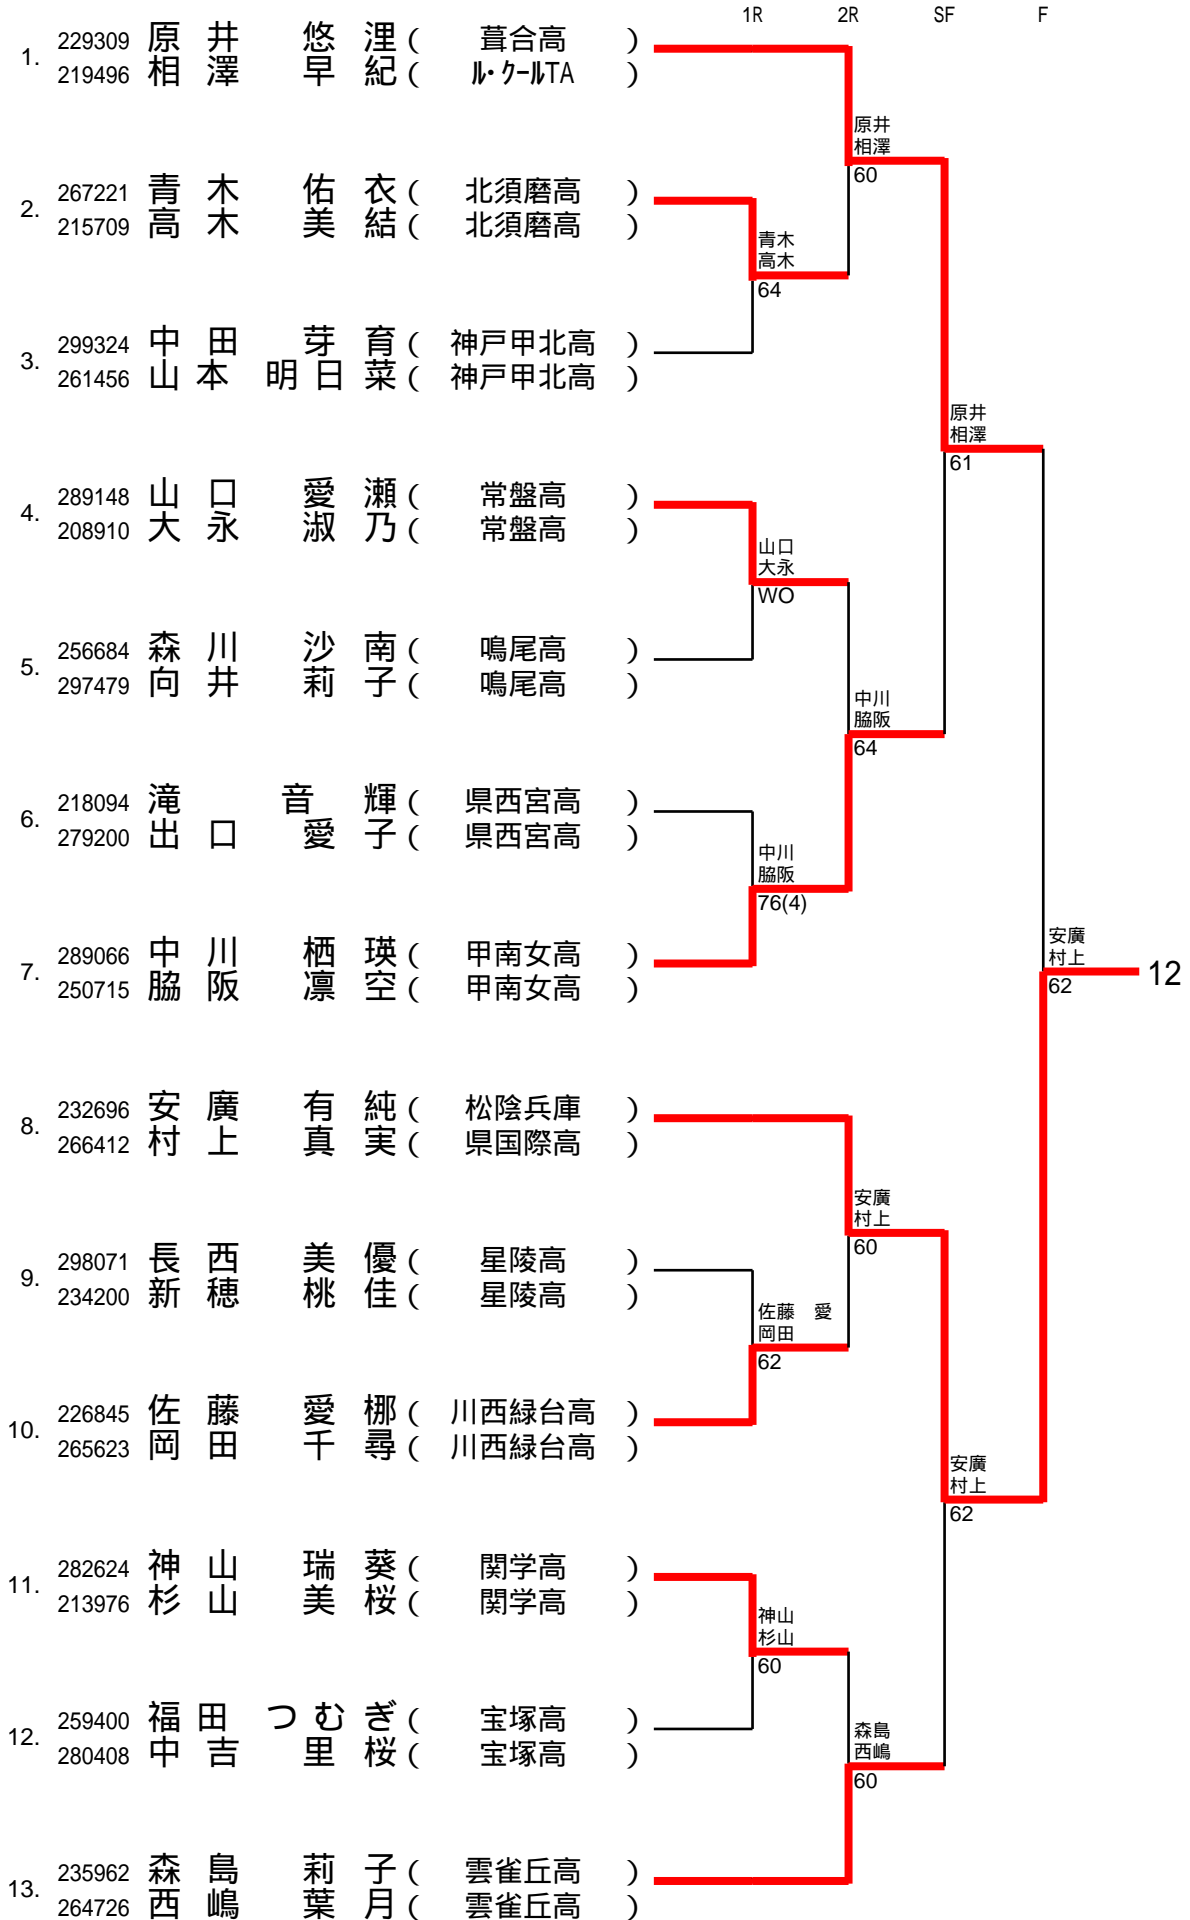 1R 2R SF F
1.
229309 原井 悠浬 ( 葺合高 )
219496 相澤 早紀 ( ル・クールTA )
原井
相澤
60
2.
267221 青木 佑衣 ( 北須磨高 )
215709 高木 美結 ( 北須磨高 )
青木
高木
64
3.
299324 中田 芽育 ( 神戸甲北高 )
261456 山本 明日菜 ( 神戸甲北高 )
原井
相澤
61
4.
289148 山口 愛瀬 ( 常盤高 )
208910 大永 淑乃 ( 常盤高 )
山口
大永
WO
5.
256684 森川 沙南 ( 鳴尾高 )
297479 向井 莉子 ( 鳴尾高 )
中川
脇阪
64
6.
218094 滝 音輝 ( 県西宮高 )
279200 出口 愛子 ( 県西宮高 )
中川
脇阪
76(4)
7.
289066 中川 栖瑛 ( 甲南女高 )
250715 脇阪 凛空 ( 甲南女高 )
安廣
村上
62
12
8.
232696 安廣 有純 ( 松陰兵庫 )
266412 村上 真実 ( 県国際高 )
安廣
村上
60
9.
298071 長西 美優 ( 星陵高 )
234200 新穂 桃佳 ( 星陵高 )
佐藤 愛
岡田
62
10.
226845 佐藤 愛梛 ( 川西緑台高 )
265623 岡田 千尋 ( 川西緑台高 )
安廣
村上
62
11.
282624 神山 瑞葵 ( 関学高 )
213976 杉山 美桜 ( 関学高 )
神山
杉山
60
12.
259400 福田 つむぎ ( 宝塚高 )
280408 中吉 里桜 ( 宝塚高 )
森島
西嶋
60
13.
235962 森島 莉子 ( 雲雀丘高 )
264726 西嶋 葉月 ( 雲雀丘高 )